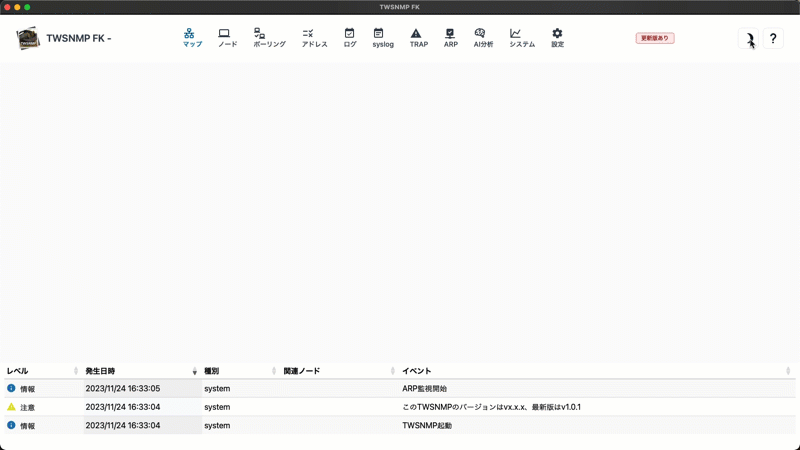 TWSNMP FK
TWSNMP FK -
マップ ノード ポーリング アドレス ログ syslog TRAP ARP AI分析 システム 設定
更新版あり
?
レベル 発生日時 種別 関連ノード イベント
情報 2023/11/24 16:33:05 system ARP監視開始
注意 2023/11/24 16:33:04 system このTWSNMPのバージョンはvx.x.x、最新版はv1.0.1
情報 2023/11/24 16:33:04 system TWSNMP起動